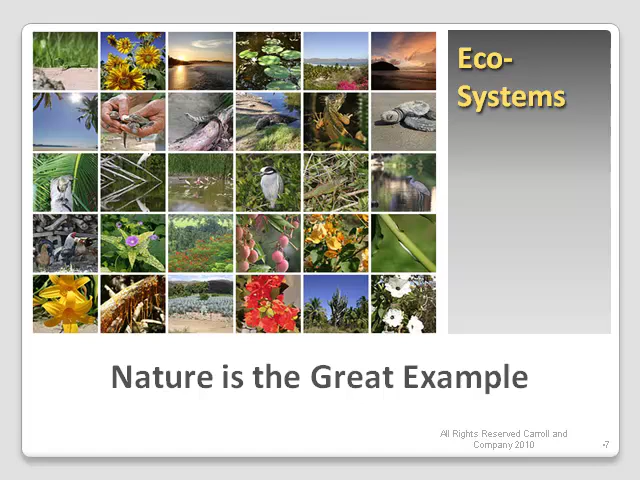 Eco-
Systems
Nature is the Great Example
All Rights Reserved Carroll and
Company 2010
•7